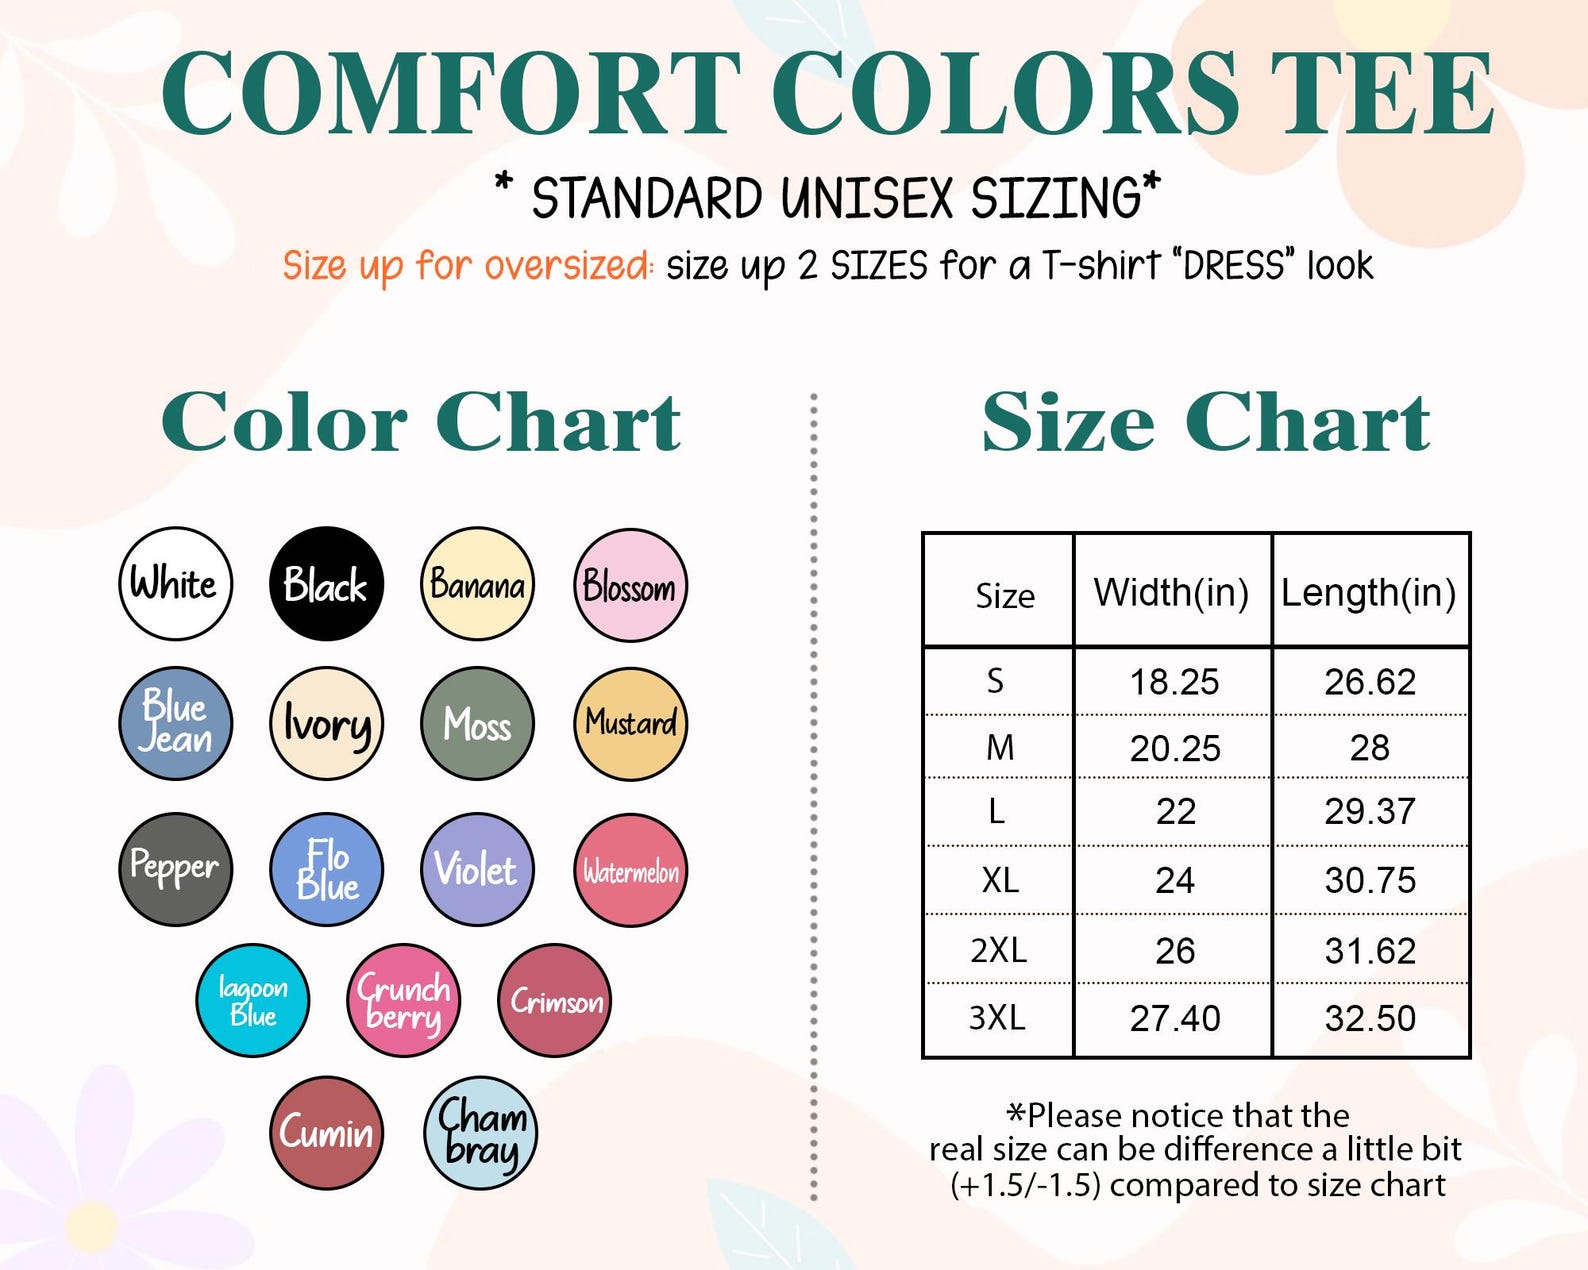 COMFORT COLORS TEE
* STANDARD UNISEX SIZING*
Size up for oversized: size up 2 SIZES for a T-shirt “DRESS” look
Color Chart
White
Black
Banana
Blossom
Blue
Jean
Ivory
Moss
Mustard
Pepper
Flo
Blue
Violet
Watermelon
lagoon
Blue
Crunch
berry
Crimson
Cumin
Cham
bray
Size Chart
Size Width(in) Length(in)
S 18.25 26.62
M 20.25 28
L 22 29.37
XL 24 30.75
2XL 26 31.62
3XL 27.40 32.50
*Please notice that the
real size can be difference a little bit
(+1.5/-1.5) compared to size chart